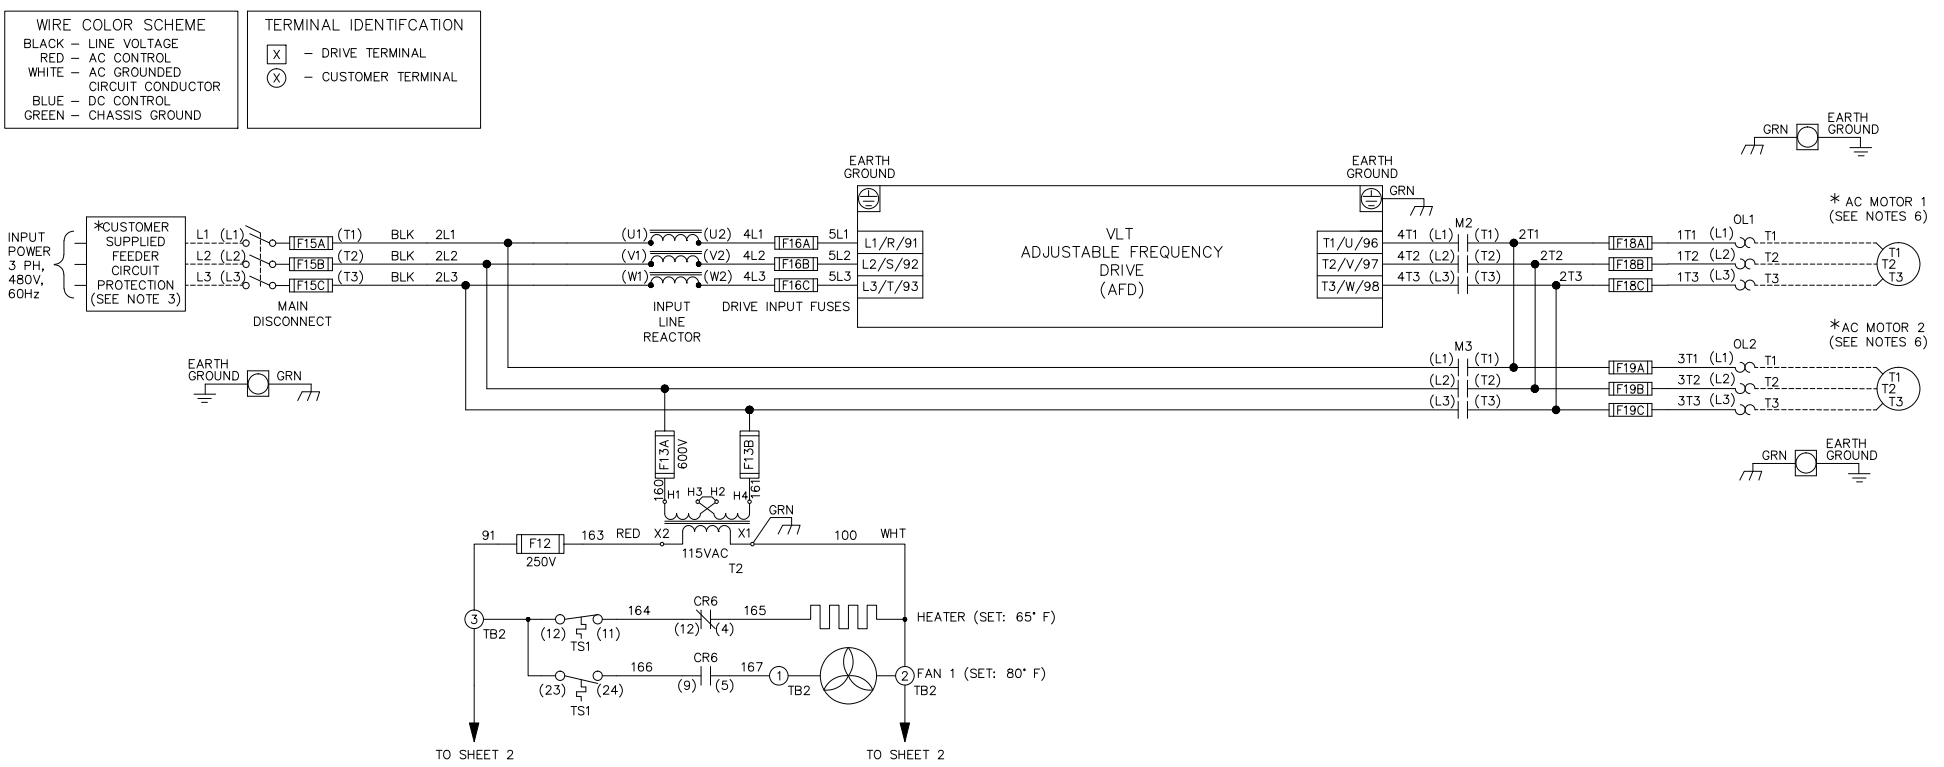 WIRE COLOR SCHEME
BLACK – LINE VOLTAGE
RED – AC CONTROL
WHITE – AC GROUNDED
CIRCUIT CONDUCTOR
BLUE – DC CONTROL
GREEN – CHASSIS GROUND
TERMINAL IDENTIFCATION
X – DRIVE TERMINAL
X – CUSTOMER TERMINAL
GRN
EARTH
GROUND
EARTH
GROUND
EARTH
GROUND
GRN
INPUT
POWER
3 PH,
480V,
60Hz
*CUSTOMER
SUPPLIED
FEEDER
CIRCUIT
PROTECTION
(SEE NOTE 3)
L1 (L1) F15A (T1) BLK 2L1 (U1) (U2) 4L1 F16A 5L1 L1/R/91
L2 (L2) F15B (T2) BLK 2L2 (V1) (V2) 4L2 F16B 5L2 L2/S/92
L3 (L3) F15C (T3) BLK 2L3 (W1) (W2) 4L3 F16C 5L3 L3/T/93
MAIN
DISCONNECT
INPUT
LINE
REACTOR
DRIVE INPUT FUSES
VLT
ADJUSTABLE FREQUENCY
DRIVE
(AFD)
M2
OL1
* AC MOTOR 1
(SEE NOTES 6)
T1/U/96 4T1 (L1) (T1) 2T1 F18A 1T1 (L1) T1
T2/V/97 4T2 (L2) (T2) 2T2 F18B 1T2 (L2) T2
T3/W/98 4T3 (L3) (T3) 2T3 F18C 1T3 (L3) T3
T1
T2
T3
M3
OL2
*AC MOTOR 2
(SEE NOTES 6)
(L1) (T1) F19A 3T1 (L1) T1
(L2) (T2) F19B 3T2 (L2) T2
(L3) (T3) F19C 3T3 (L3) T3
T1
T2
T3
EARTH
GROUND
GRN
GRN
EARTH
GROUND
F13A
600V
F13B
160
161
H1 H3 H2 H4
GRN
91 F12 163 RED X2 X1 100 WHT
250V
115VAC
T2
3
TB2
164 CR6 165
(12) (11) (12) (4)
TS1
HEATER (SET: 65° F)
166 CR6 167 1 2
(23) (24) (9) (5) TB2 TB2
TS1
FAN 1 (SET: 80° F)
TO SHEET 2
TO SHEET 2